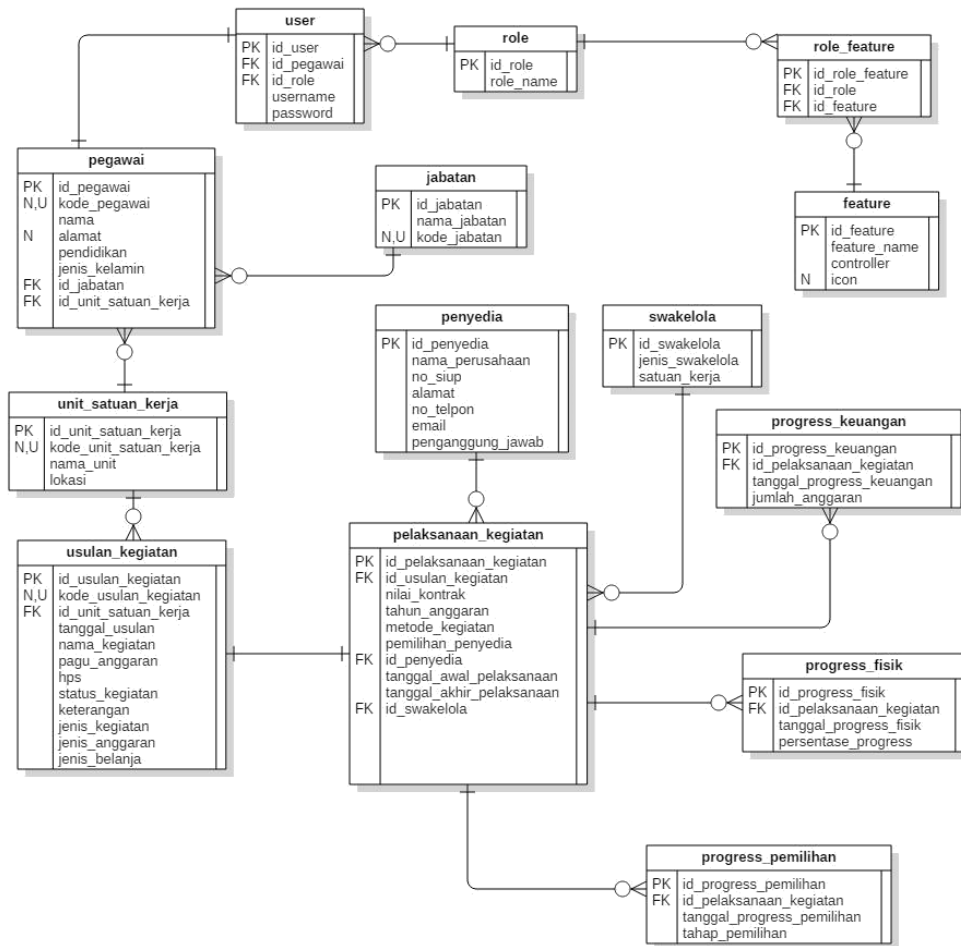 user
PK id_user
FK id_pegawai
FK id_role
username
password
role
PK id_role
role_name
role_feature
PK id_role_feature
FK id_role
FK id_feature
pegawai
PK id_pegawai
N,U kode_pegawai
nama
N alamat
pendidikan
jenis_kelamin
FK id_jabatan
FK id_unit_satuan_kerja
jabatan
PK id_jabatan
nama_jabatan
N,U kode_jabatan
feature
PK id_feature
feature_name
controller
N icon
penyedia
PK id_penyedia
nama_perusahaan
no_siup
alamat
no_telpon
email
penganggung_jawab
swakelola
PK id_swakelola
jenis_swakelola
satuan_kerja
unit_satuan_kerja
PK id_unit_satuan_kerja
N,U kode_unit_satuan_kerja
nama_unit
lokasi
progress_keuangan
PK id_progress_keuangan
FK id_pelaksanaan_kegiatan
tanggal_progress_keuangan
jumlah_anggaran
usulan_kegiatan
PK id_usulan_kegiatan
N,U kode_usulan_kegiatan
FK id_unit_satuan_kerja
tanggal_usulan
nama_kegiatan
pagu_anggaran
hps
status_kegiatan
keterangan
jenis_kegiatan
jenis_anggaran
jenis_belanja
pelaksanaan_kegiatan
PK id_pelaksanaan_kegiatan
FK id_usulan_kegiatan
nilai_kontrak
tahun_anggaran
metode_kegiatan
pemilihan_penyedia
FK id_penyedia
tanggal_awal_pelaksanaan
tanggal_akhir_pelaksanaan
FK id_swakelola
progress_fisik
PK id_progress_fisik
FK id_pelaksanaan_kegiatan
tanggal_progress_fisik
persentase_progress
progress_pemilihan
PK id_progress_pemilihan
FK id_pelaksanaan_kegiatan
tanggal_progress_pemilihan
tahap_pemilihan